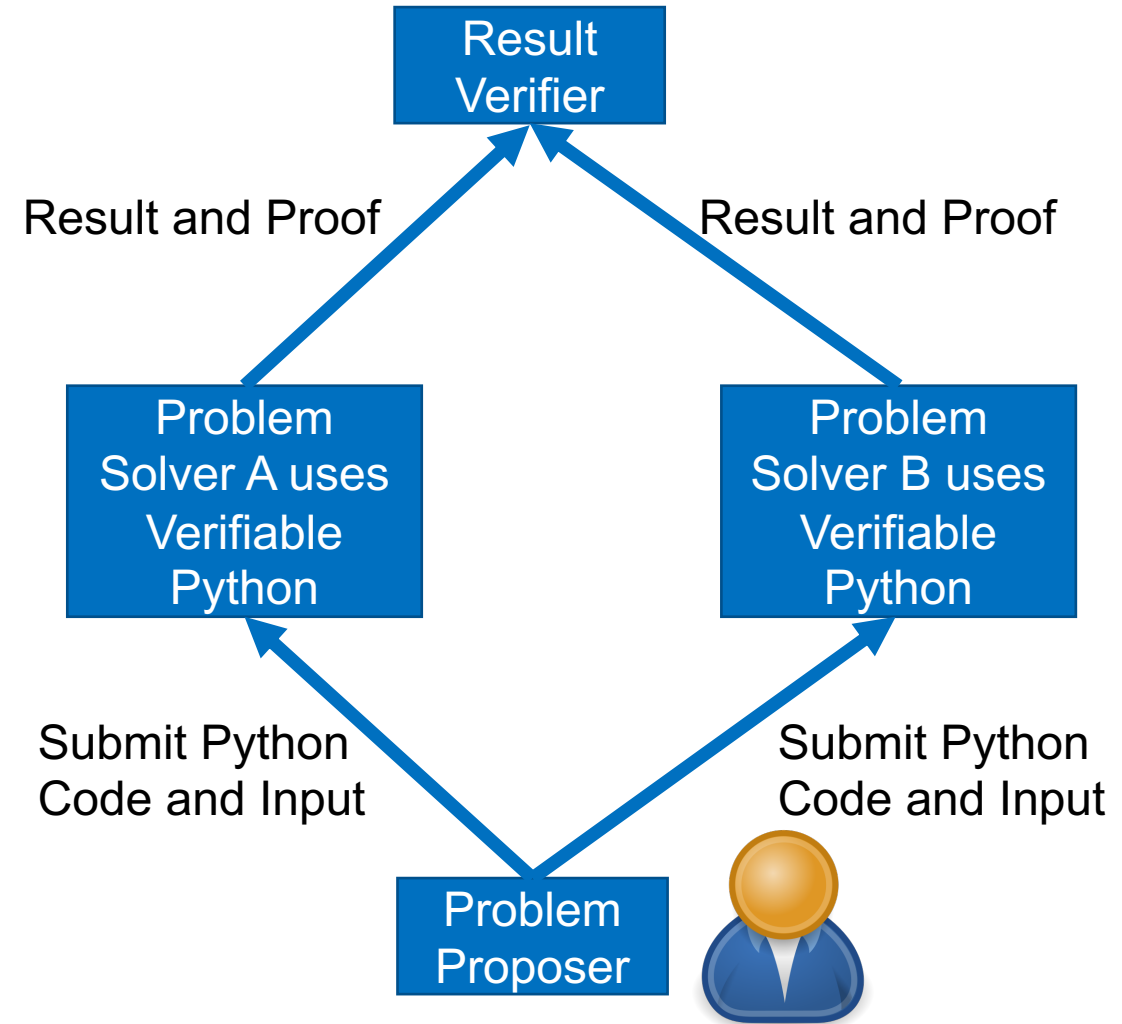 Result
Verifier
Result and Proof
Result and Proof
Problem
Solver A uses
Verifiable
Python
Problem
Solver B uses
Verifiable
Python
Submit Python
Code and Input
Submit Python
Code and Input
Problem
Proposer